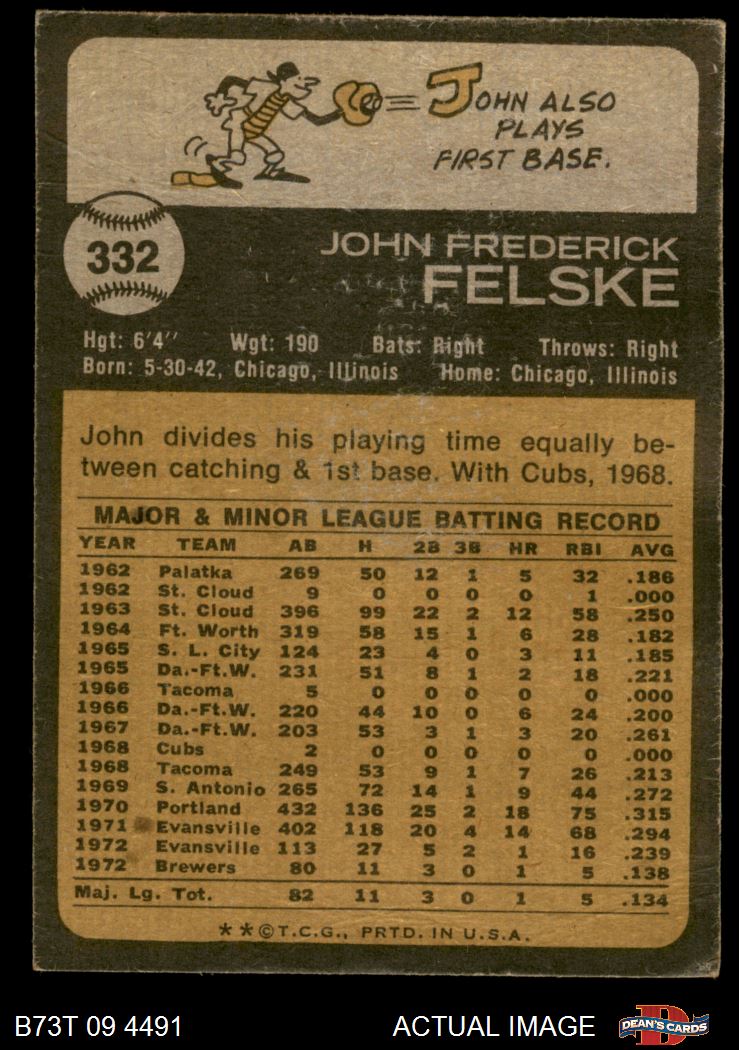 JOHN ALSO
PLAYS
FIRST BASE.
332
JOHN FREDERICK
FELSKE
Hgt: 6'4" Wgt: 190 Bats: Right Throws: Right
Born: 5-30-42, Chicago, Illinois Home: Chicago, Illinois
John divides his playing time equally be-
tween catching & 1st base. With Cubs, 1968.
MAJOR & MINOR LEAGUE BATTING RECORD
YEAR TEAM AB H 2B 3B HR RBI AVG
1962 Palatka 269 50 12 1 5 32 .186
1962 St. Cloud 9 0 0 0 0 1 .000
1963 St. Cloud 396 99 22 2 12 58 .250
1964 Ft. Worth 319 58 15 1 6 28 .182
1965 S. L. City 124 23 4 0 3 11 .185
1965 Da.-Ft.W. 231 51 8 1 2 18 .221
1966 Tacoma 5 0 0 0 0 0 .000
1966 Da.-Ft.W. 220 44 10 0 6 24 .200
1967 Da.-Ft.W. 203 53 3 1 3 20 .261
1968 Cubs 2 0 0 0 0 0 .000
1968 Tacoma 249 53 9 1 7 26 .213
1969 S. Antonio 265 72 14 1 9 44 .272
1970 Portland 432 136 25 2 18 75 .315
1971 Evansville 402 118 20 4 14 68 .294
1972 Evansville 113 27 5 2 1 16 .239
1972 Brewers 80 11 3 0 1 5 .138
Maj. Lg. Tot. 82 11 3 0 1 5 .134
**©T.C.G., PRTD. IN U.S.A.
B73T 09 4491 ACTUAL IMAGE D DEAN'S CARDS